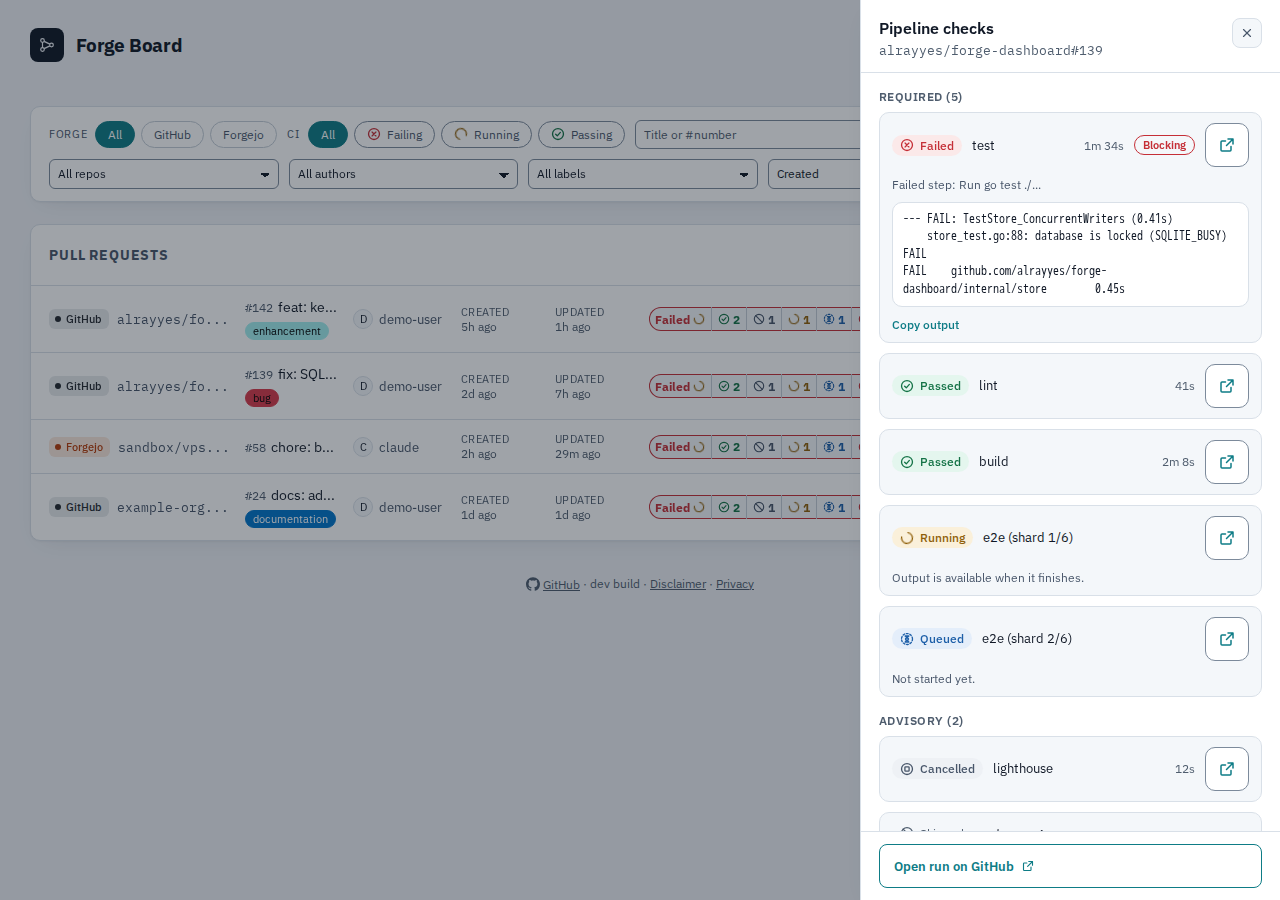 Forge Board
FORGE All GitHub Forgejo CI All Failing Running Passing Title or #number
All repos All authors All labels Created
PULL REQUESTS
GitHub alrayyes/fo... #142 feat: ke... enhancement D demo-user CREATED 5h ago UPDATED 1h ago Failed 2 1 1 1
GitHub alrayyes/fo... #139 fix: SQL... bug D demo-user CREATED 2d ago UPDATED 7h ago Failed 2 1 1 1
Forgejo sandbox/vps... #58 chore: b... C claude CREATED 2h ago UPDATED 29m ago Failed 2 1 1 1
GitHub example-org... #24 docs: ad... documentation D demo-user CREATED 1d ago UPDATED 1d ago Failed 2 1 1 1
GitHub · dev build · Disclaimer · Privacy
Pipeline checks
alrayyes/forge-dashboard#139
REQUIRED (5)
Failed test 1m 34s Blocking
Failed step: Run go test ./...
--- FAIL: TestStore_ConcurrentWriters (0.41s)
store_test.go:88: database is locked (SQLITE_BUSY)
FAIL
FAIL github.com/alrayyes/forge-
dashboard/internal/store 0.45s
Copy output
Passed lint 41s
Passed build 2m 8s
Running e2e (shard 1/6)
Output is available when it finishes.
Queued e2e (shard 2/6)
Not started yet.
ADVISORY (2)
Cancelled lighthouse 12s
Open run on GitHub